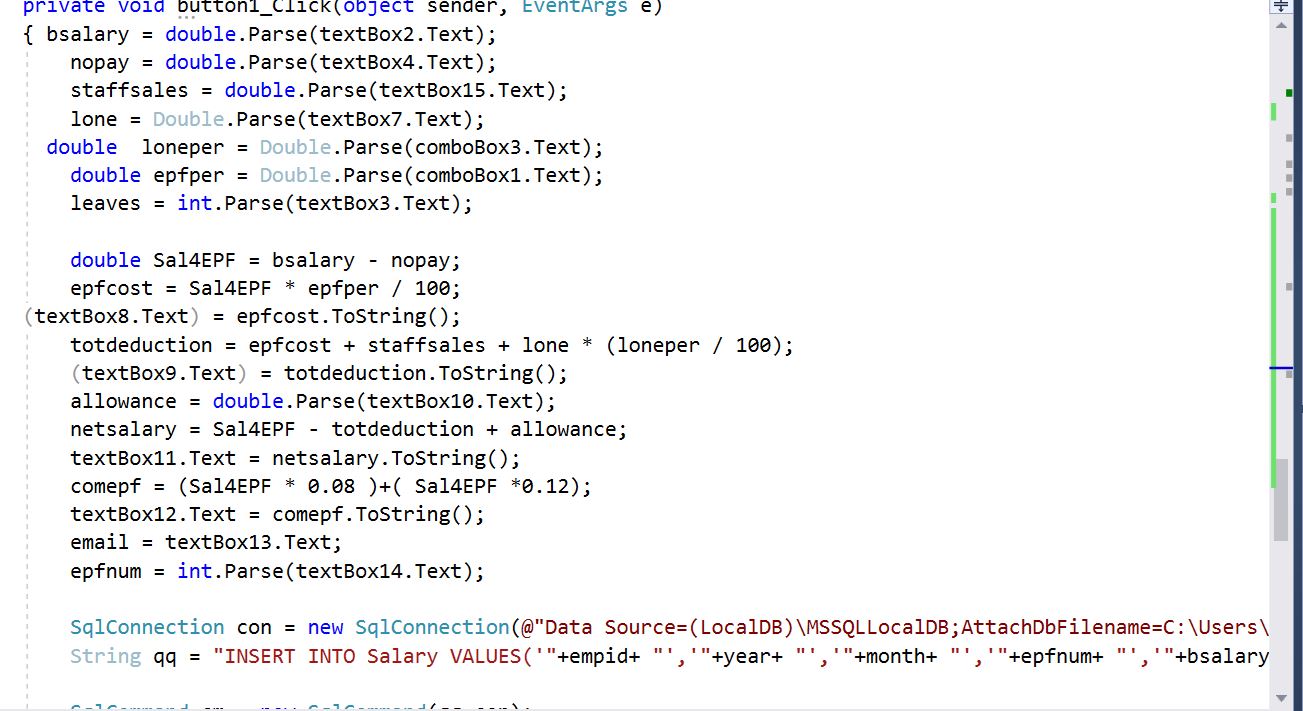 private void button1_Click(object sender, EventArgs e)
{ bsalary = double.Parse(textBox2.Text);
nopay = double.Parse(textBox4.Text);
staffsales = double.Parse(textBox15.Text);
lone = Double.Parse(textBox7.Text);
double  loneper = Double.Parse(comboBox3.Text);
double epfper = Double.Parse(comboBox1.Text);
leaves = int.Parse(textBox3.Text);
double Sal4EPF = bsalary - nopay;
epfcost = Sal4EPF * epfper / 100;
(textBox8.Text) = epfcost.ToString();
totdeduction = epfcost + staffsales + lone * (loneper / 100);
(textBox9.Text) = totdeduction.ToString();
allowance = double.Parse(textBox10.Text);
netsalary = Sal4EPF - totdeduction + allowance;
textBox11.Text = netsalary.ToString();
comepf = (Sal4EPF * 0.08 )+( Sal4EPF *0.12);
textBox12.Text = comepf.ToString();
email = textBox13.Text;
epfnum = int.Parse(textBox14.Text);
SqlConnection con = new SqlConnection(@"Data Source=(LocalDB)\MSSQLLocalDB;AttachDbFilename=C:\Users\
String qq = "INSERT INTO Salary VALUES('"+empid+ "','"+year+ "','"+month+ "','"+epfnum+ "','"+bsalary